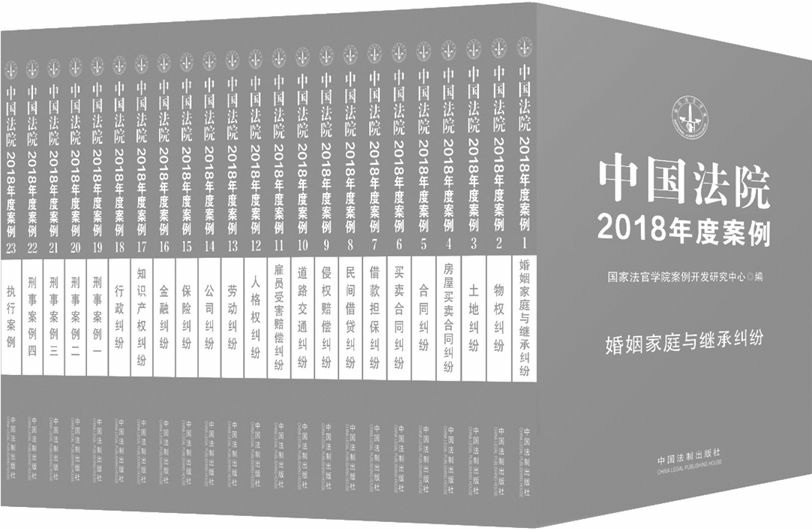 中国法院
2018年度案例
国家法官学院案例开发研究中心◎编
婚姻家庭与继承纠纷
中国法制出版社
CHINA LEGAL PUBLISHING HOUSE
中国法院 2018年度案例 23 执行案例 中国法制出版社
中国法院 2018年度案例 22 刑事案例四 中国法制出版社
中国法院 2018年度案例 21 刑事案例三 中国法制出版社
中国法院 2018年度案例 20 刑事案例二 中国法制出版社
中国法院 2018年度案例 19 刑事案例一 中国法制出版社
中国法院 2018年度案例 18 行政纠纷 中国法制出版社
中国法院 2018年度案例 17 知识产权纠纷 中国法制出版社
中国法院 2018年度案例 16 金融纠纷 中国法制出版社
中国法院 2018年度案例 15 保险纠纷 中国法制出版社
中国法院 2018年度案例 14 公司纠纷 中国法制出版社
中国法院 2018年度案例 13 劳动纠纷 中国法制出版社
中国法院 2018年度案例 12 人格权纠纷 中国法制出版社
中国法院 2018年度案例 11 雇员受害赔偿纠纷 中国法制出版社
中国法院 2018年度案例 10 道路交通纠纷 中国法制出版社
中国法院 2018年度案例 9 侵权赔偿纠纷 中国法制出版社
中国法院 2018年度案例 8 民间借贷纠纷 中国法制出版社
中国法院 2018年度案例 7 借款担保纠纷 中国法制出版社
中国法院 2018年度案例 6 买卖合同纠纷 中国法制出版社
中国法院 2018年度案例 5 合同纠纷 中国法制出版社
中国法院 2018年度案例 4 房屋买卖合同纠纷 中国法制出版社
中国法院 2018年度案例 3 土地纠纷 中国法制出版社
中国法院 2018年度案例 2 物权纠纷 中国法制出版社
中国法院 2018年度案例 1 婚姻家庭与继承纠纷 中国法制出版社